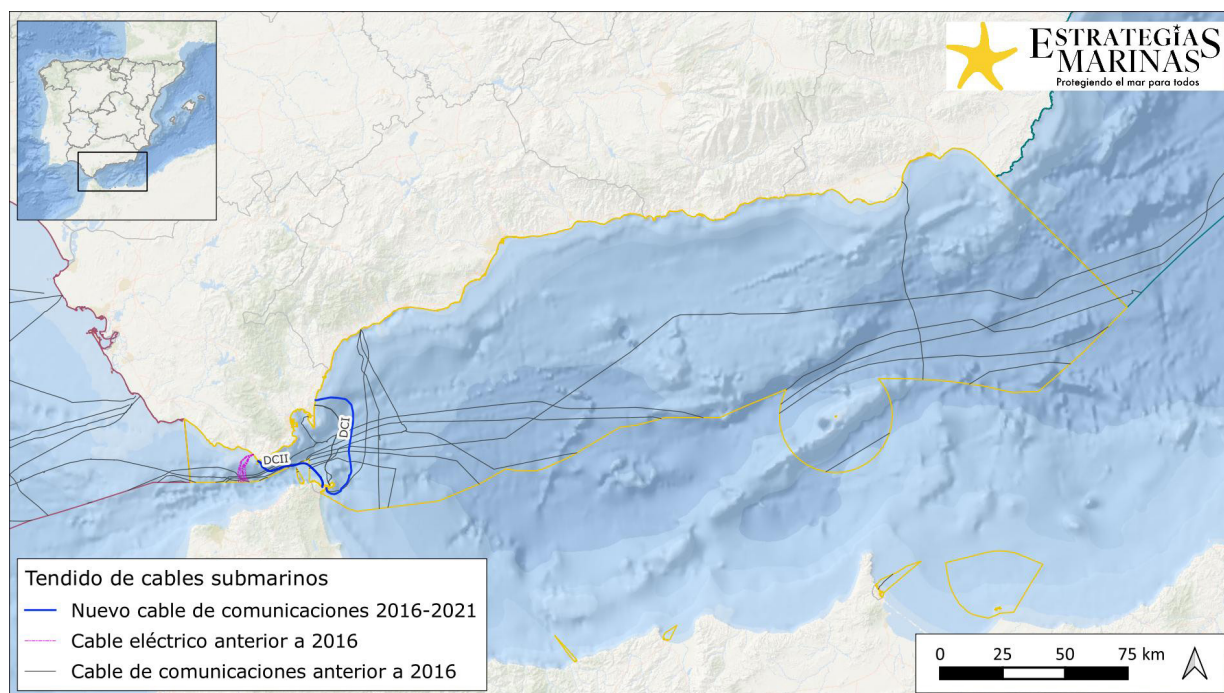 ESTRATEGIAS
MARINAS
Protegiendo el mar para todos
DCI
DCII
Tendido de cables submarinos
Nuevo cable de comunicaciones 2016-2021
Cable eléctrico anterior a 2016
Cable de comunicaciones anterior a 2016
0 25 50 75 km